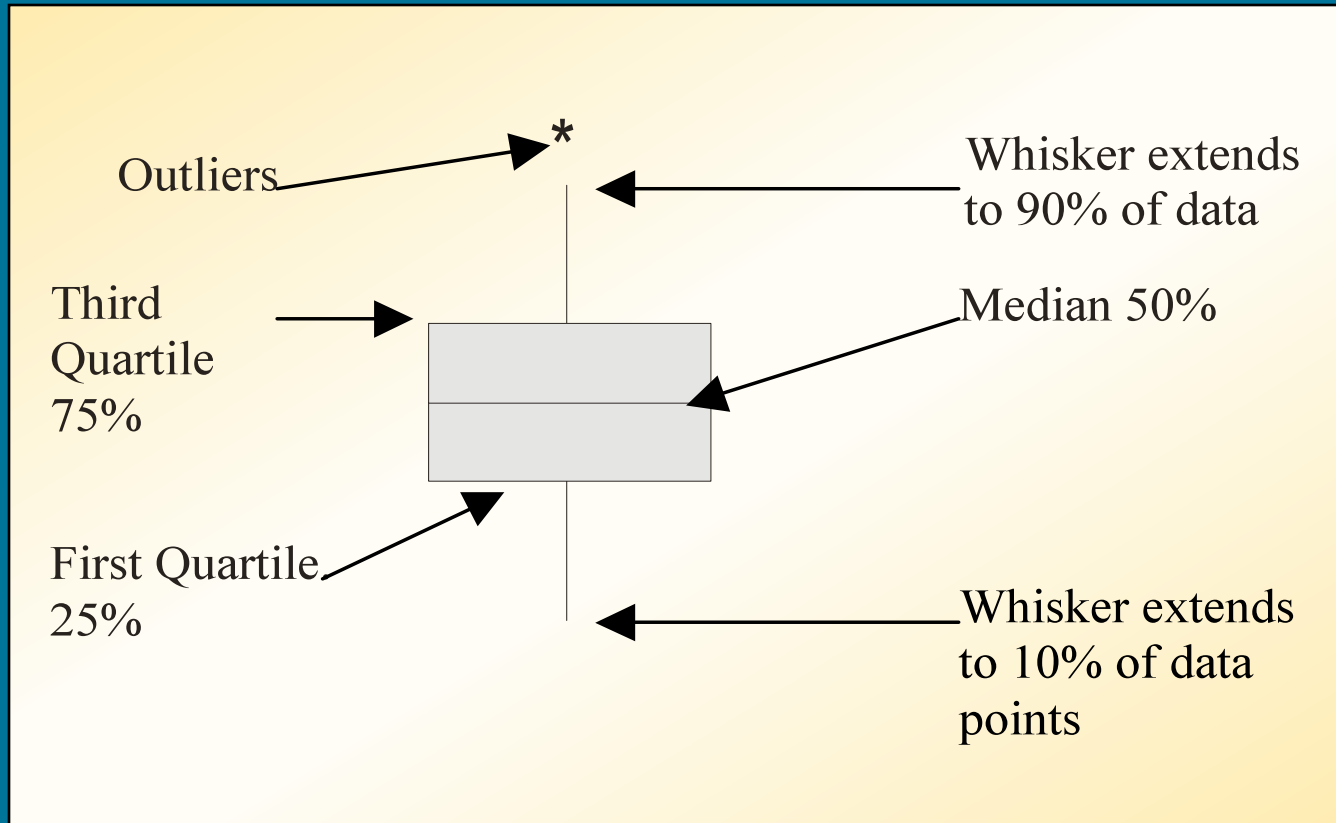 *
Outliers
Whisker extends
to 90% of data
Third
Quartile
75%
Median 50%
First Quartile
25%
Whisker extends
to 10% of data
points